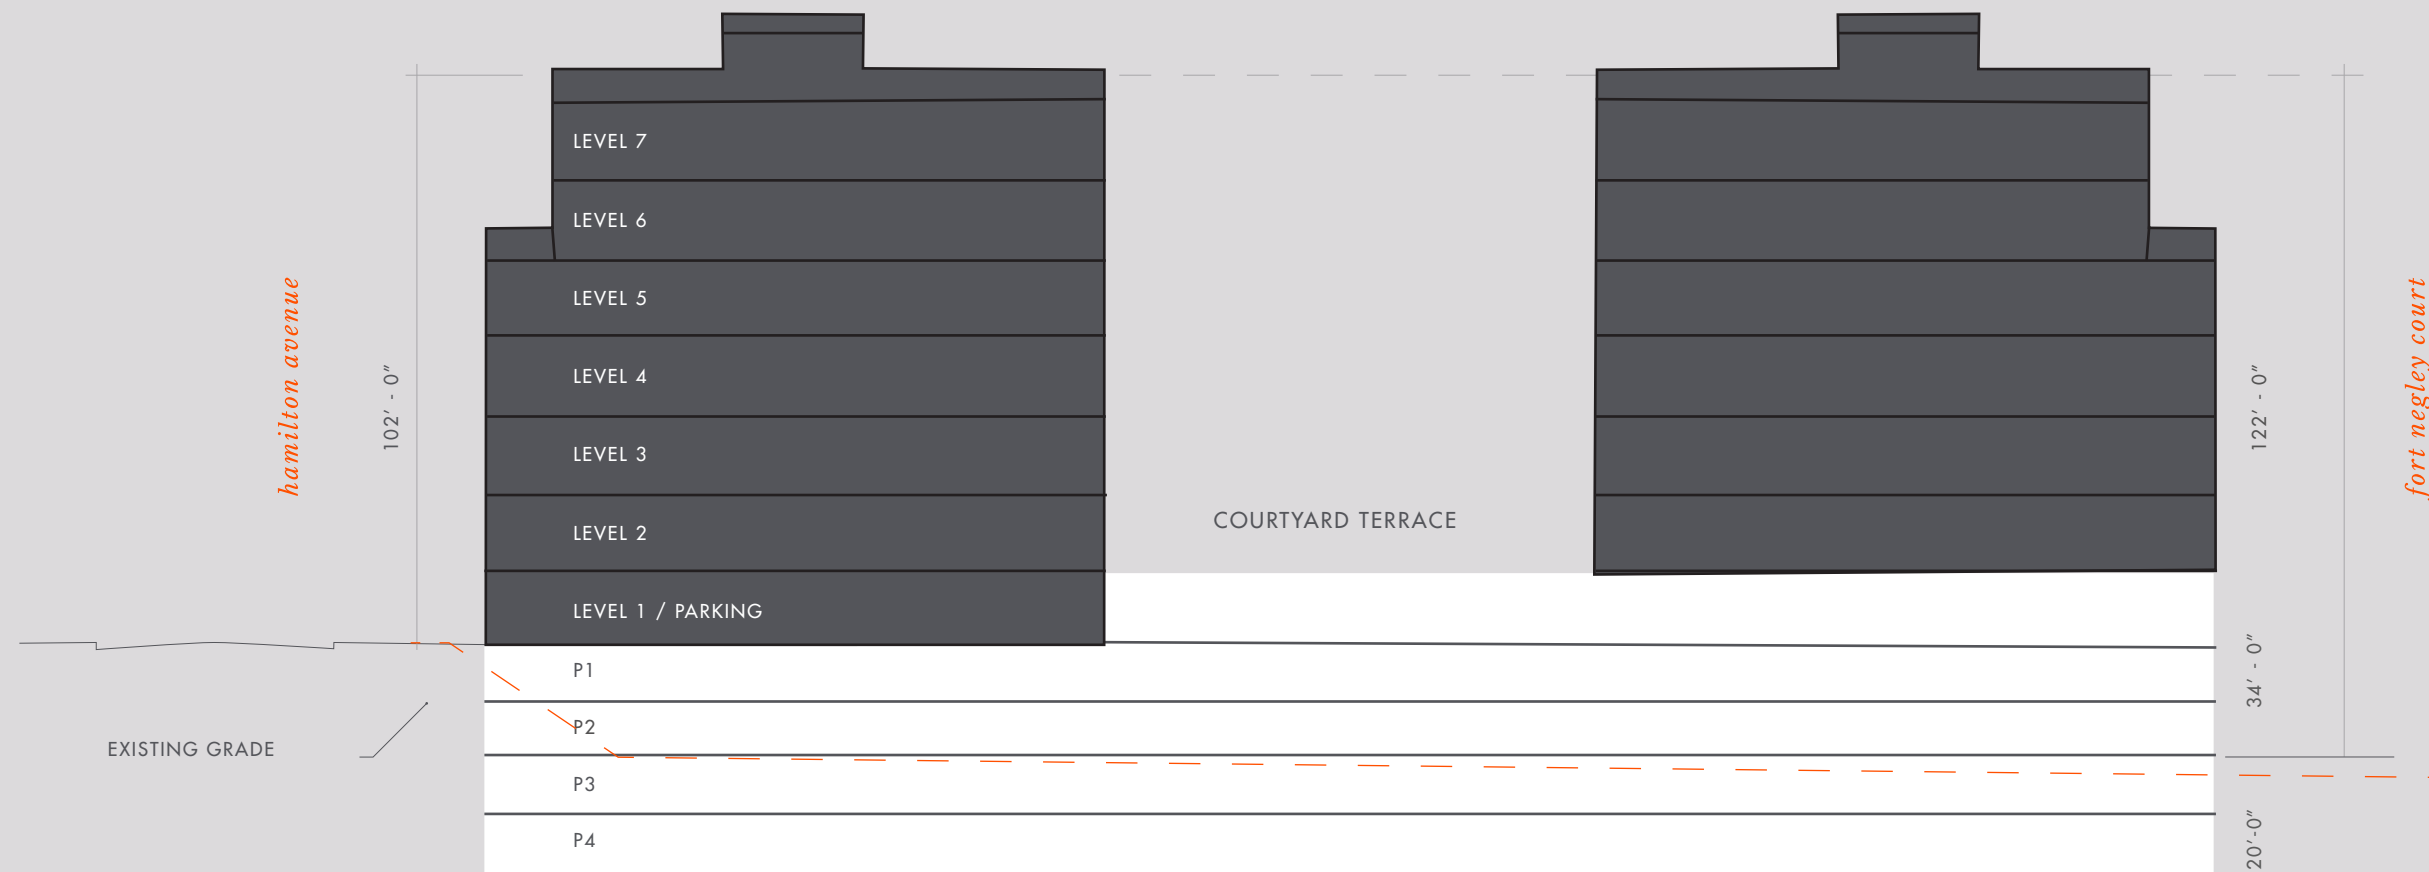 hamilton avenue
102' - 0"
LEVEL 7
LEVEL 6
LEVEL 5
LEVEL 4
LEVEL 3
LEVEL 2
LEVEL 1 / PARKING
P1
P2
P3
P4
EXISTING GRADE
COURTYARD TERRACE
122' - 0"
34' - 0"
20'-0"
fort negley court